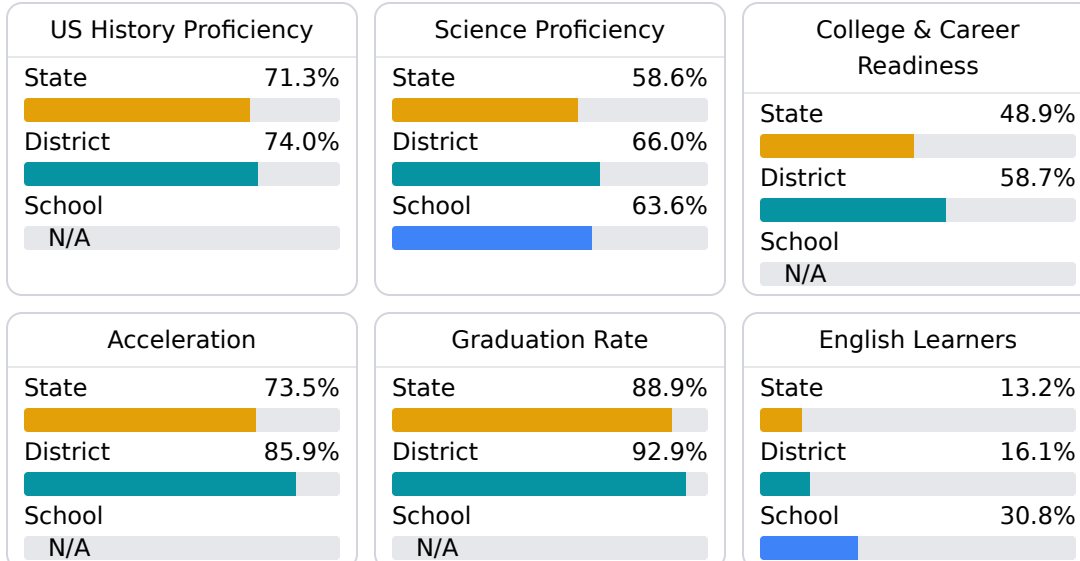 US History Proficiency
State 71.3%
District 74.0%
School
N/A
Science Proficiency
State 58.6%
District 66.0%
School 63.6%
College & Career
Readiness
State 48.9%
District 58.7%
School
N/A
Acceleration
State 73.5%
District 85.9%
School
N/A
Graduation Rate
State 88.9%
District 92.9%
School
N/A
English Learners
State 13.2%
District 16.1%
School 30.8%